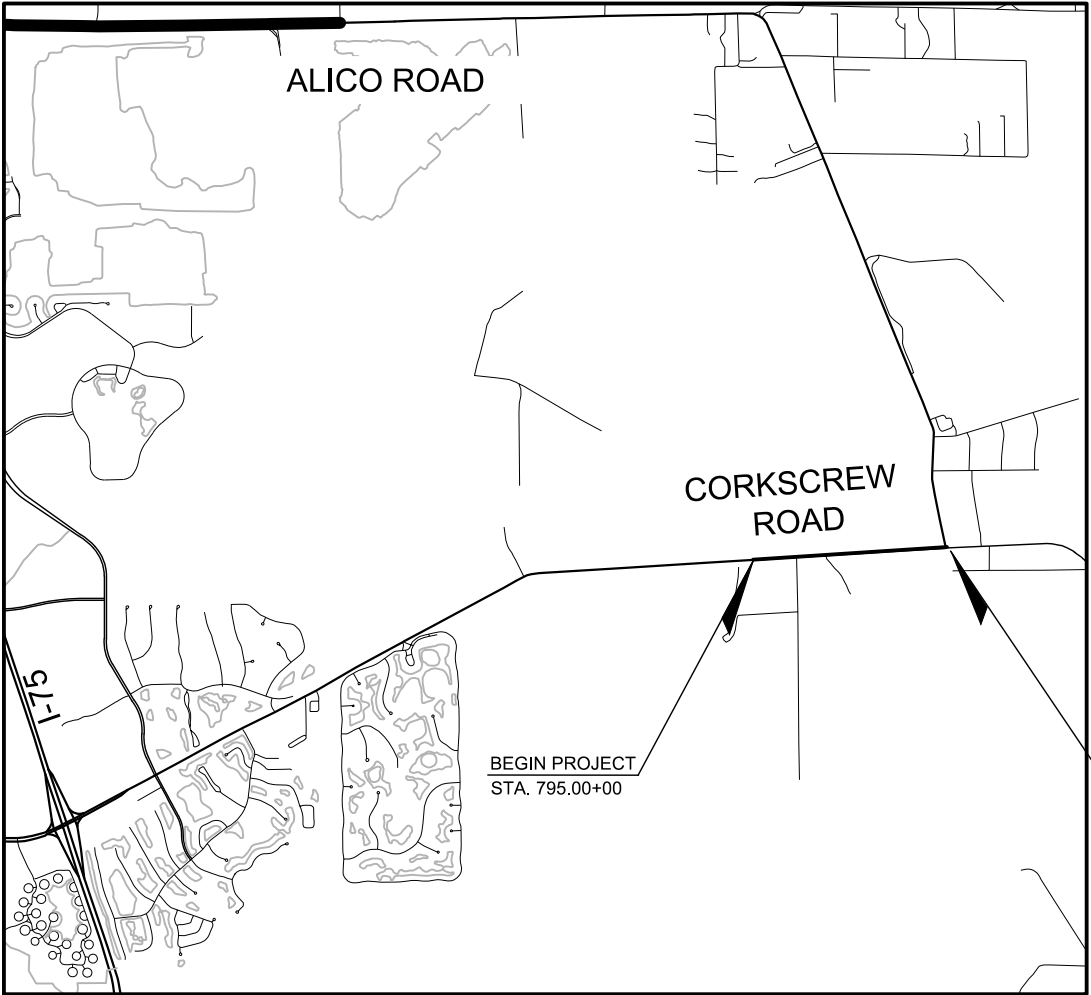 ALICO ROAD
CORKSCREW
ROAD
I-75
BEGIN PROJECT
STA. 795.00+00